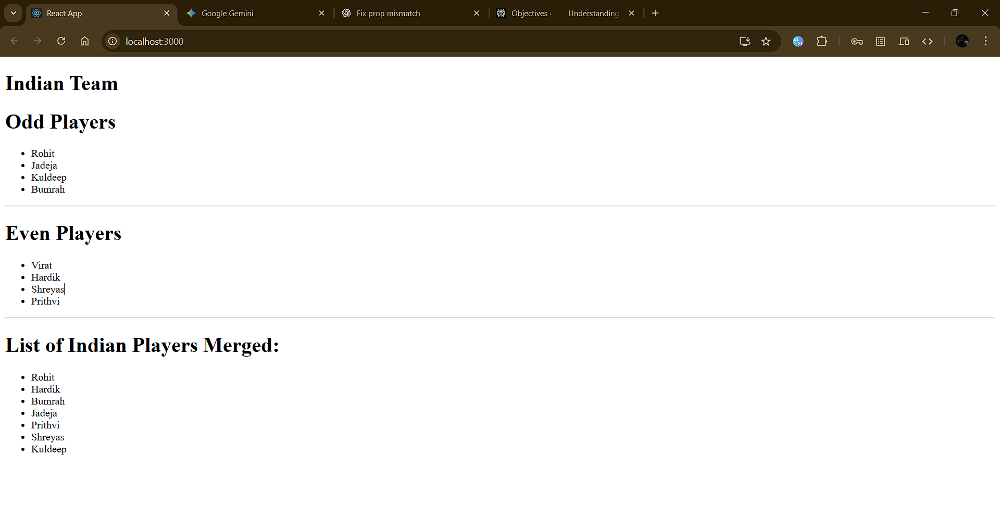 React App
Google Gemini
Fix prop mismatch
Objectives · Understanding
localhost:3000
Indian Team
Odd Players
Rohit
Jadeja
Kuldeep
Bumrah
Even Players
Virat
Hardik
Shreyas
Prithvi
List of Indian Players Merged:
Rohit
Hardik
Bumrah
Jadeja
Prithvi
Shreyas
Kuldeep